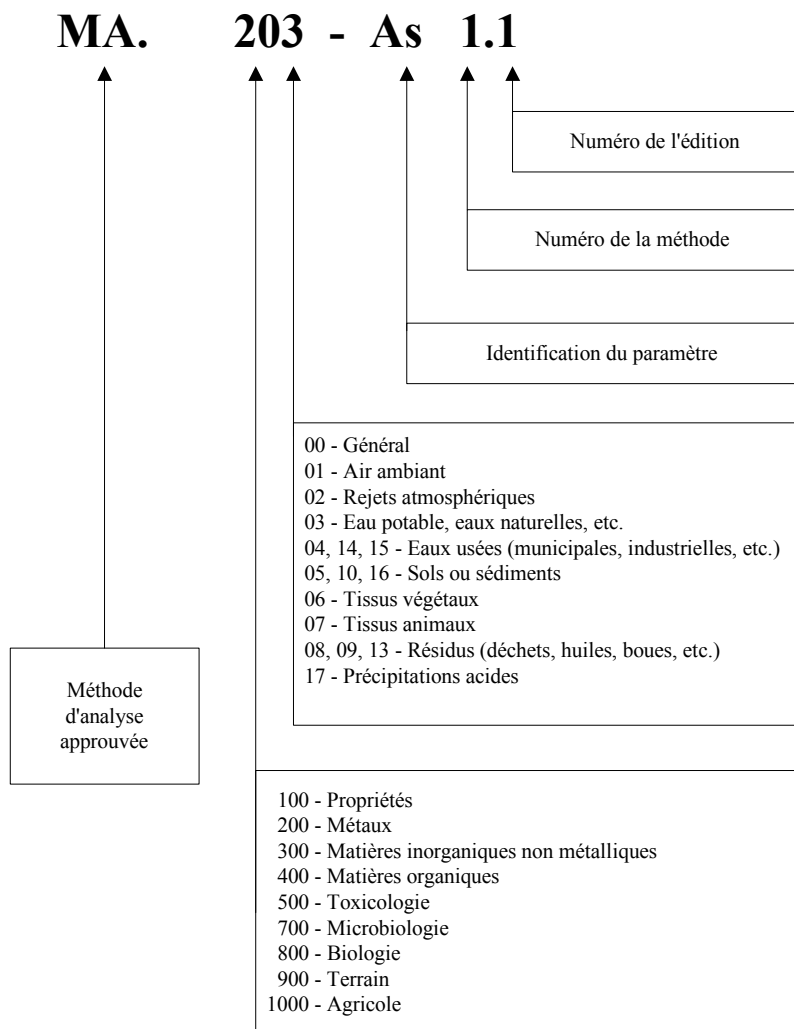 MA. 203 - As 1.1
Numéro de l'édition
Numéro de la méthode
Identification du paramètre
00 - Général
01 - Air ambiant
02 - Rejets atmosphériques
03 - Eau potable, eaux naturelles, etc.
04, 14, 15 - Eaux usées (municipales, industrielles, etc.)
05, 10, 16 - Sols ou sédiments
06 - Tissus végétaux
07 - Tissus animaux
08, 09, 13 - Résidus (déchets, huiles, boues, etc.)
17 - Précipitations acides
Méthode
d'analyse
approuvée
100 - Propriétés
200 - Métaux
300 - Matières inorganiques non métalliques
400 - Matières organiques
500 - Toxicologie
700 - Microbiologie
800 - Biologie
900 - Terrain
1000 - Agricole